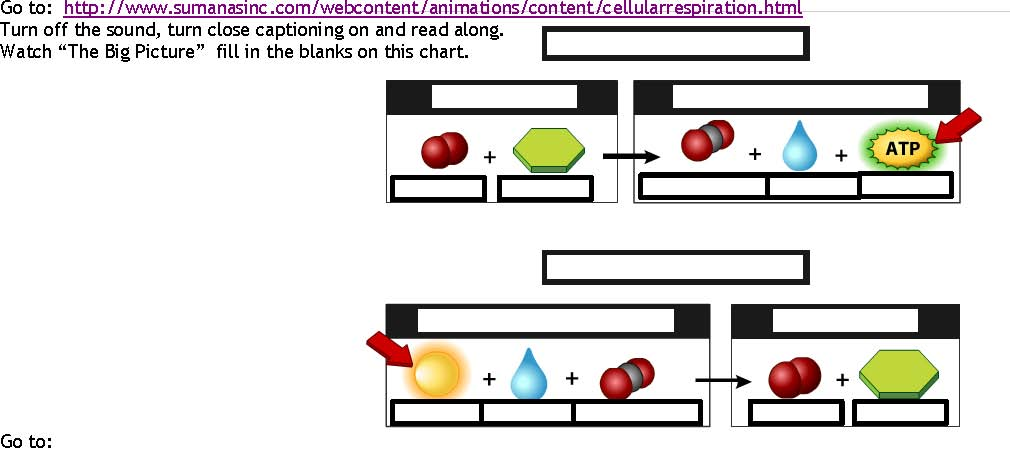 Go to: http://www.sumanasinc.com/webcontent/animations/content/cellularrespiration.html
Turn off the sound, turn close captioning on and read along.
Watch “The Big Picture” fill in the blanks on this chart.
+ + + ATP
+ + +
Go to: